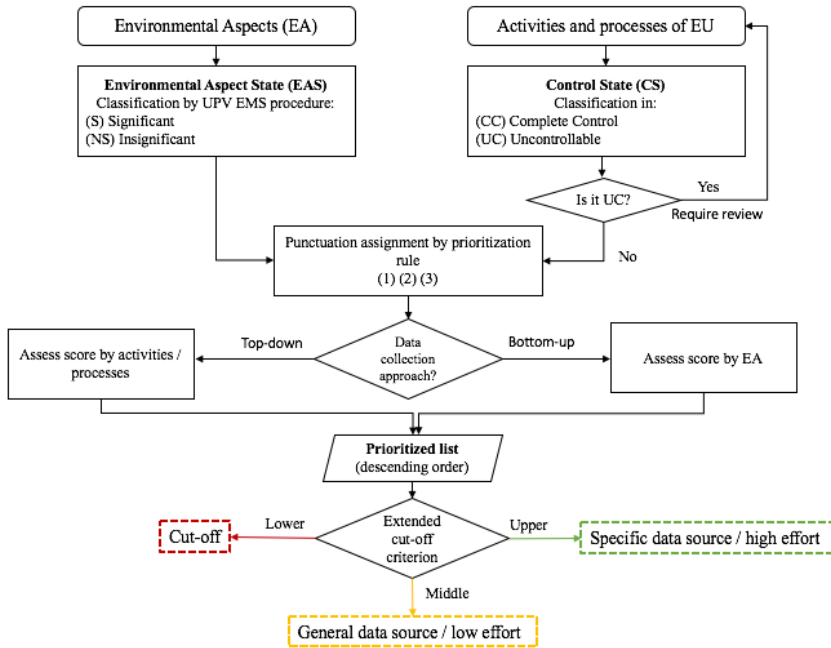 Environmental Aspects (EA)
Activities and processes of EU
Environmental Aspect State (EAS)
Classification by UPV EMS procedure:
(S) Significant
(NS) Insignificant
Control State (CS)
Classification in:
(CC) Complete Control
(UC) Uncontrollable
Is it UC?
Yes
Require review
No
Punctuation assignment by prioritization
rule
(1) (2) (3)
Data
collection
approach?
Top-down
Bottom-up
Assess score by activities /
processes
Assess score by EA
Prioritized list
(descending order)
Extended
cut-off
criterion
Lower
Upper
Cut-off
Specific data source / high effort
Middle
General data source / low effort